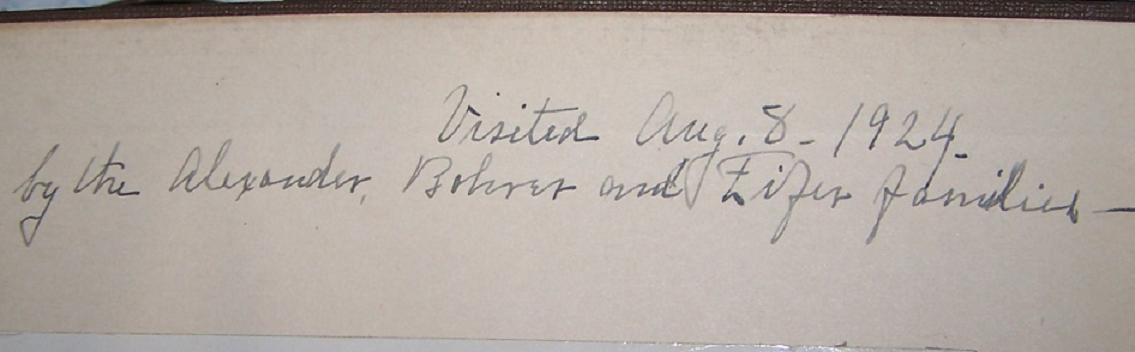 Visited Aug. 8 - 1924.
by the Alexander, Bohrer and Fifer families —